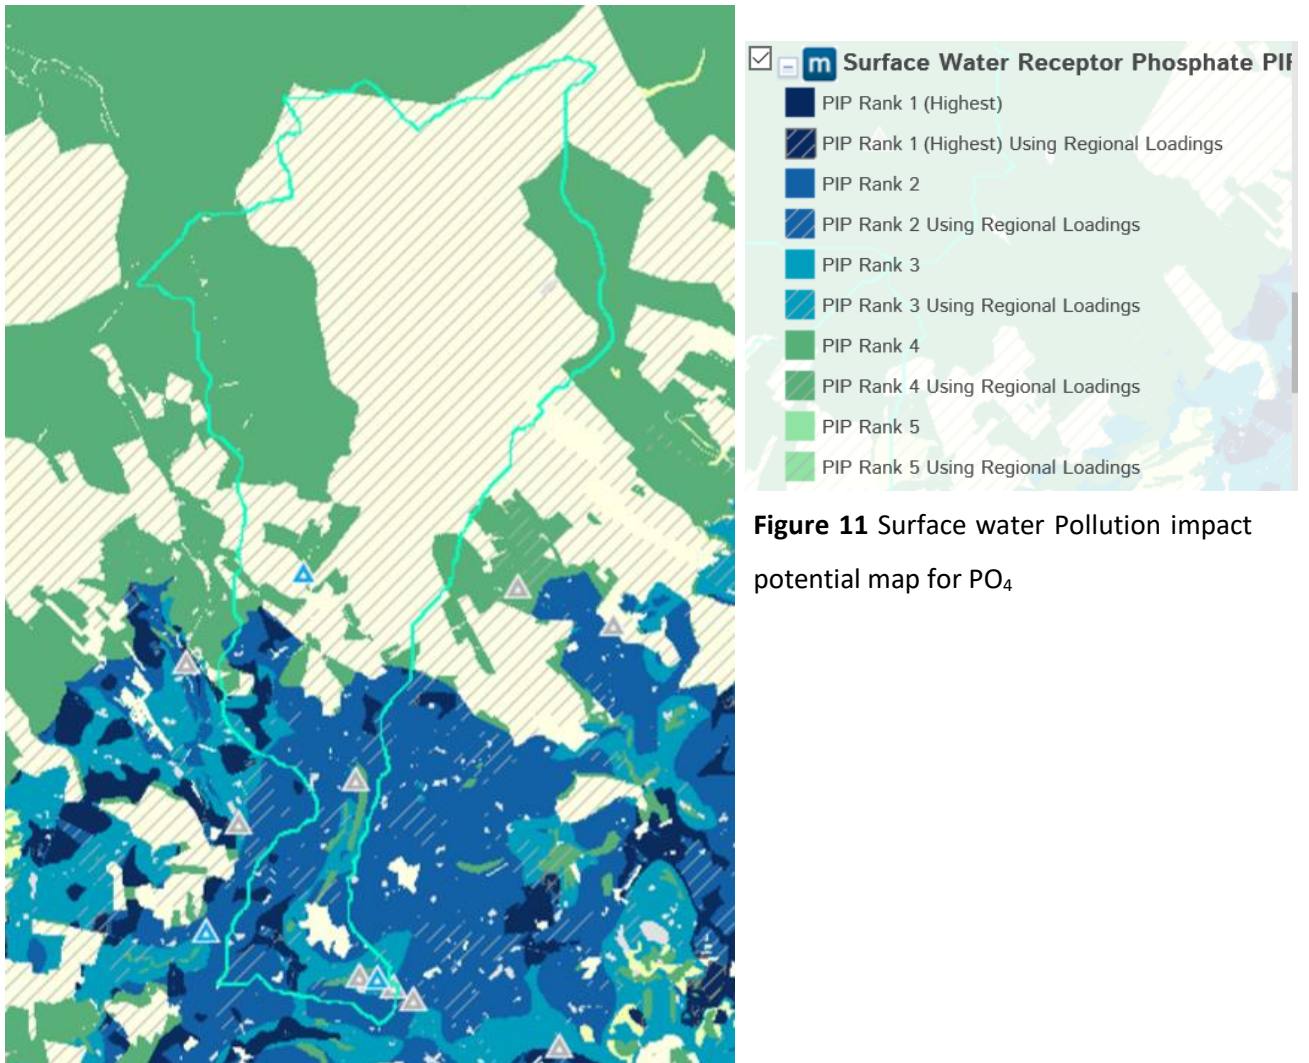 m Surface Water Receptor Phosphate PIP
PIP Rank 1 (Highest)
PIP Rank 1 (Highest) Using Regional Loadings
PIP Rank 2
PIP Rank 2 Using Regional Loadings
PIP Rank 3
PIP Rank 3 Using Regional Loadings
PIP Rank 4
PIP Rank 4 Using Regional Loadings
PIP Rank 5
PIP Rank 5 Using Regional Loadings
Figure 11 Surface water Pollution impact
potential map for PO₄